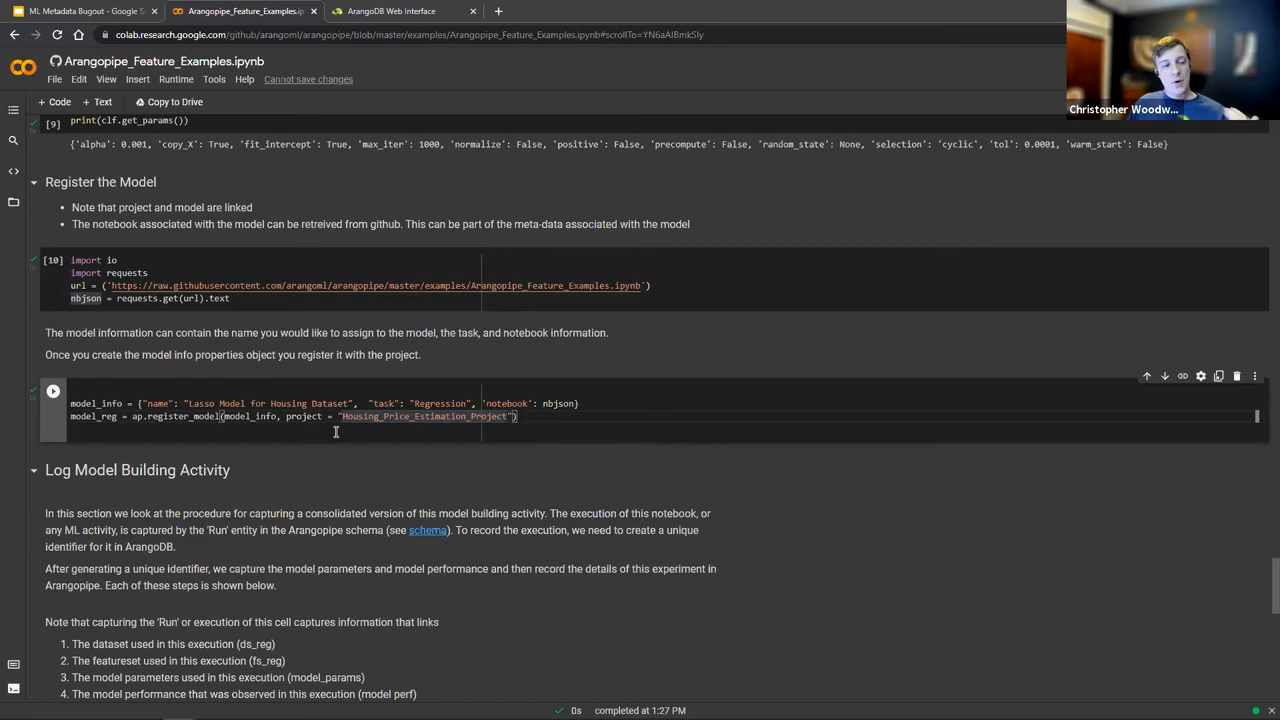 ML Metadata Bugout - Google S
Arangopipe_Feature_Examples.ip
ArangoDB Web Interface
colab.research.google.com/github/arangoml/arangopipe/blob/master/examples/Arangopipe_Feature_Examples.ipynb#scrollTo=YN6aAlBmkSly
Christopher Woodw...
Arangopipe_Feature_Examples.ipynb
File Edit View Insert Runtime Tools Help Cannot save changes
+ Code + Text Copy to Drive
[9] print(clf.get_params())
{'alpha': 0.001, 'copy_X': True, 'fit_intercept': True, 'max_iter': 1000, 'normalize': False, 'positive': False, 'precompute': False, 'random_state': None, 'selection': 'cyclic', 'tol': 0.0001, 'warm_start': False}
Register the Model
• Note that project and model are linked
• The notebook associated with the model can be retreived from github. This can be part of the meta-data associated with the model
[10] import io
import requests
url = ('https://raw.githubusercontent.com/arangoml/arangopipe/master/examples/Arangopipe_Feature_Examples.ipynb')
nbjson = requests.get(url).text
The model information can contain the name you would like to assign to the model, the task, and notebook information.
Once you create the model info properties object you register it with the project.
model_info = {"name": "Lasso Model for Housing Dataset", "task": "Regression", 'notebook': nbjson}
model_reg = ap.register_model(model_info, project = "Housing_Price_Estimation_Project")
Log Model Building Activity
In this section we look at the procedure for capturing a consolidated version of this model building activity. The execution of this notebook, or
any ML activity, is captured by the 'Run' entity in the Arangopipe schema (see schema). To record the execution, we need to create a unique
identifier for it in ArangoDB.
After generating a unique identifier, we capture the model parameters and model performance and then record the details of this experiment in
Arangopipe. Each of these steps is shown below.
Note that capturing the 'Run' or execution of this cell captures information that links
1. The dataset used in this execution (ds_reg)
2. The featureset used in this execution (fs_reg)
3. The model parameters used in this execution (model_params)
4. The model performance that was observed in this execution (model perf)
0s completed at 1:27 PM